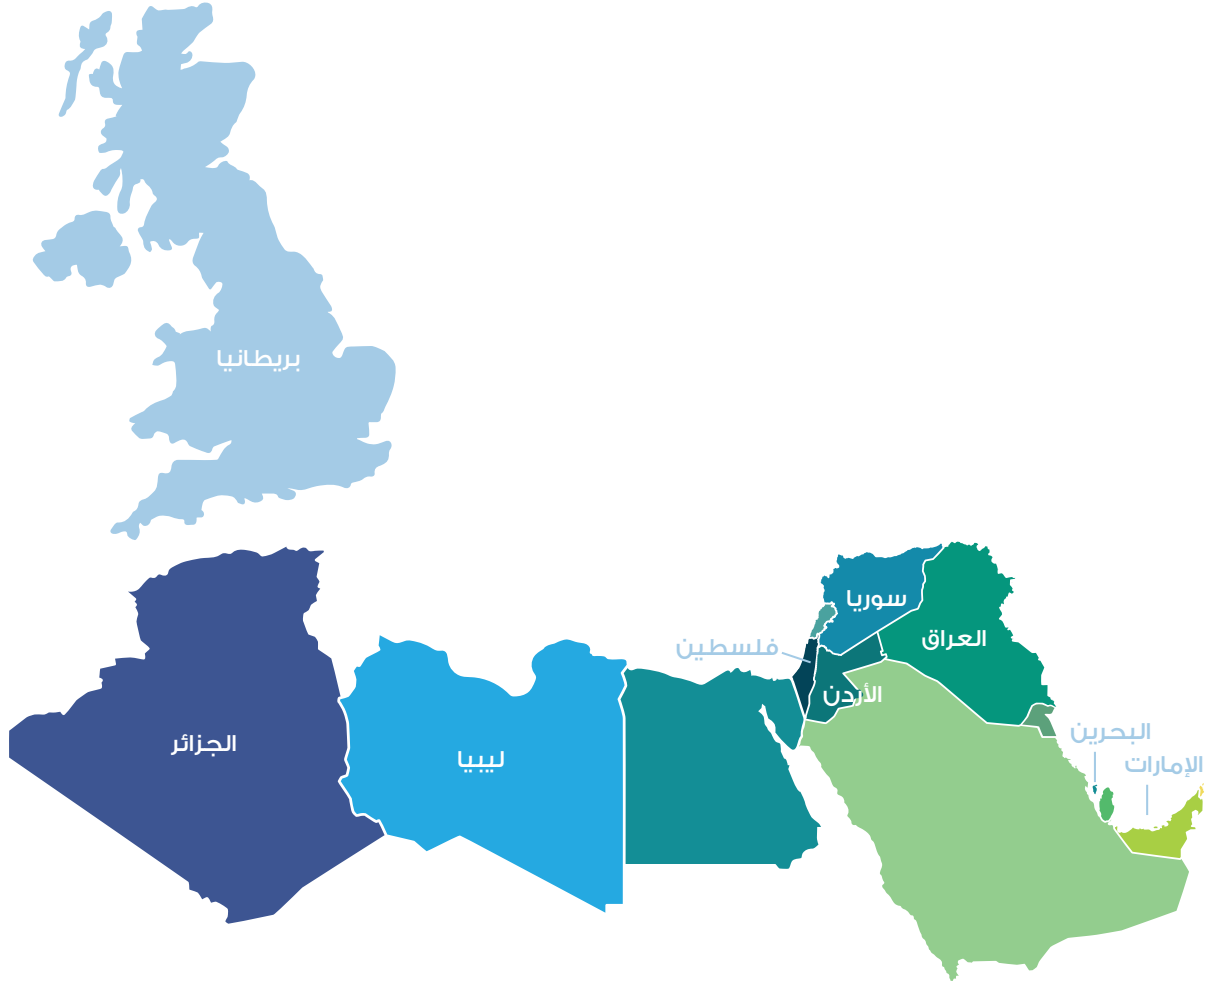 بريطانيا
سوريا
العراق
فلسطين
الأردن
البحرين
الجزائر
ليبيا
الإمارات